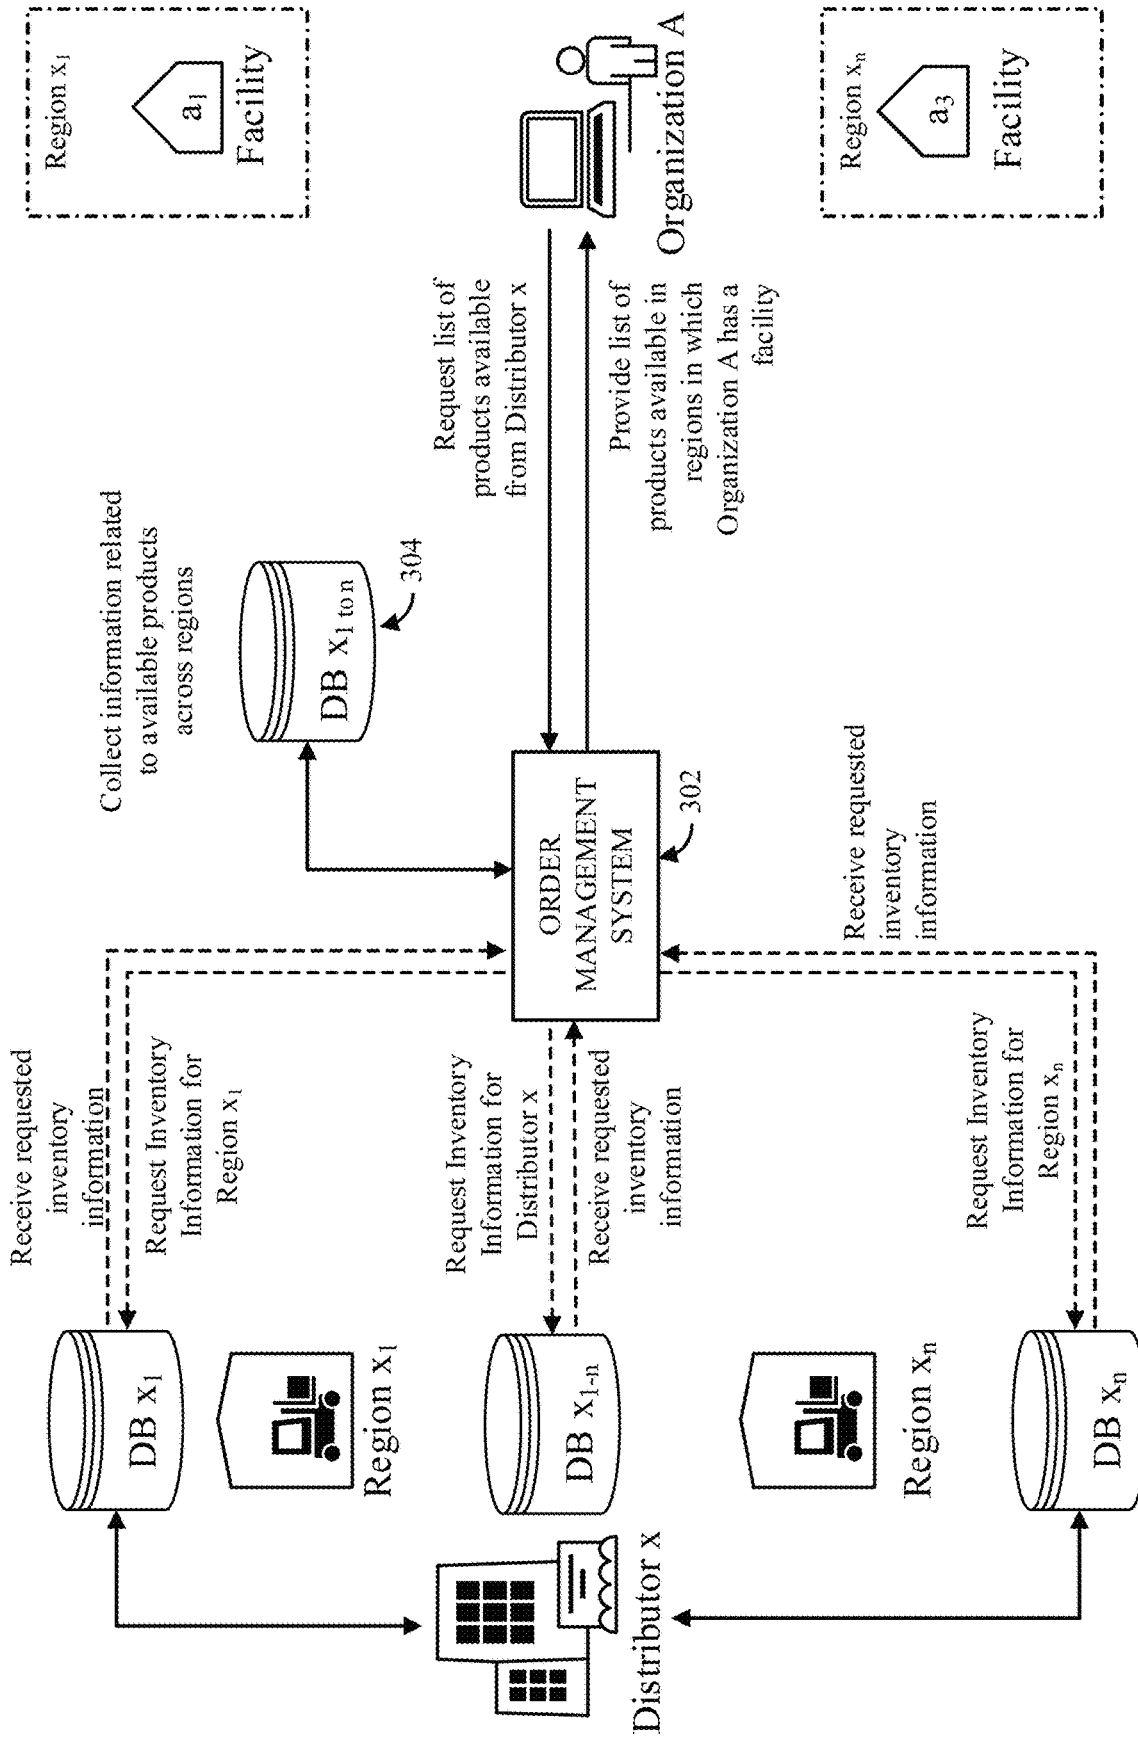 Receive requested
inventory
information
Request Inventory
Information for
Region x₁
DB x₁
Region x₁
Collect information related
to available products
across regions
DB x₁ to n
304
Region x₁
a₁
Facility
Distributor x
DB x₁₋ₙ
Request Inventory
Information for
Distributor x
Receive requested
inventory
information
ORDER
MANAGEMENT
SYSTEM
302
Request list of
products available
from Distributor x
Provide list of
products available in
regions in which
Organization A has a
facility
Organization A
Region xₙ
DB xₙ
Request Inventory
Information for
Region xₙ
Receive requested
inventory
information
Region xₙ
a₃
Facility